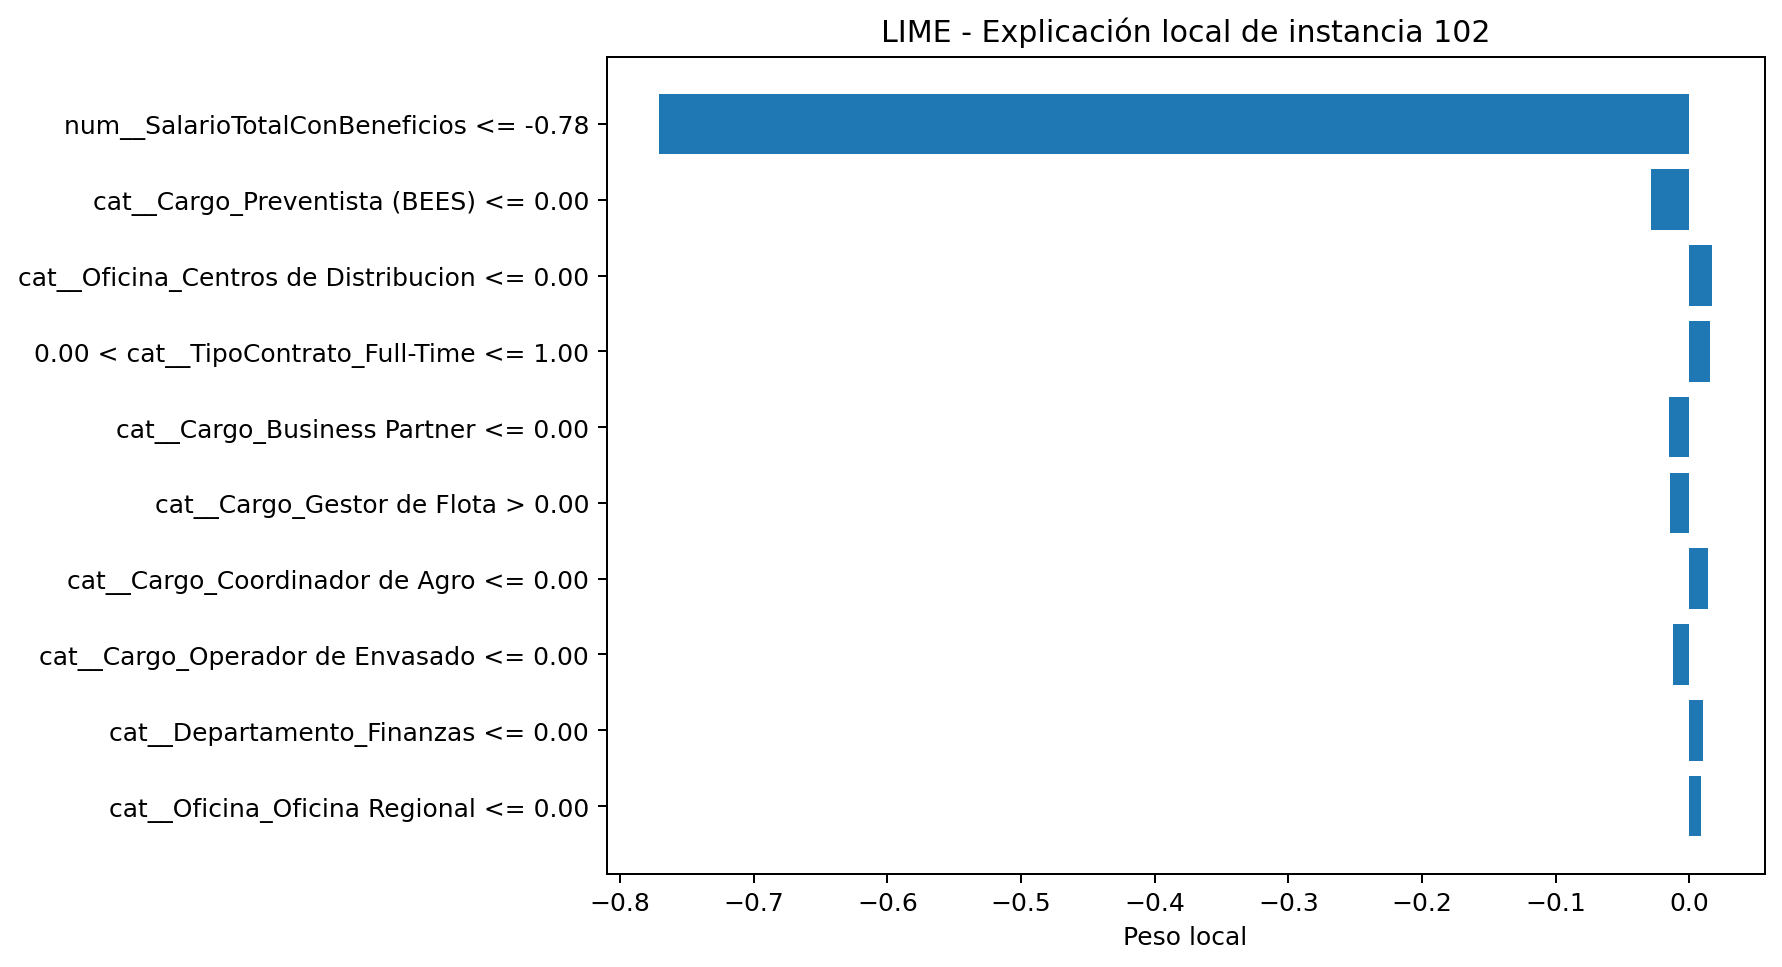 LIME - Explicación local de instancia 102
num__SalarioTotalConBeneficios <= -0.78
cat__Cargo_Preventista (BEES) <= 0.00
cat__Oficina_Centros de Distribucion <= 0.00
0.00 < cat__TipoContrato_Full-Time <= 1.00
cat__Cargo_Business Partner <= 0.00
cat__Cargo_Gestor de Flota > 0.00
cat__Cargo_Coordinador de Agro <= 0.00
cat__Cargo_Operador de Envasado <= 0.00
cat__Departamento_Finanzas <= 0.00
cat__Oficina_Oficina Regional <= 0.00
−0.8 −0.7 −0.6 −0.5 −0.4 −0.3 −0.2 −0.1 0.0
Peso local